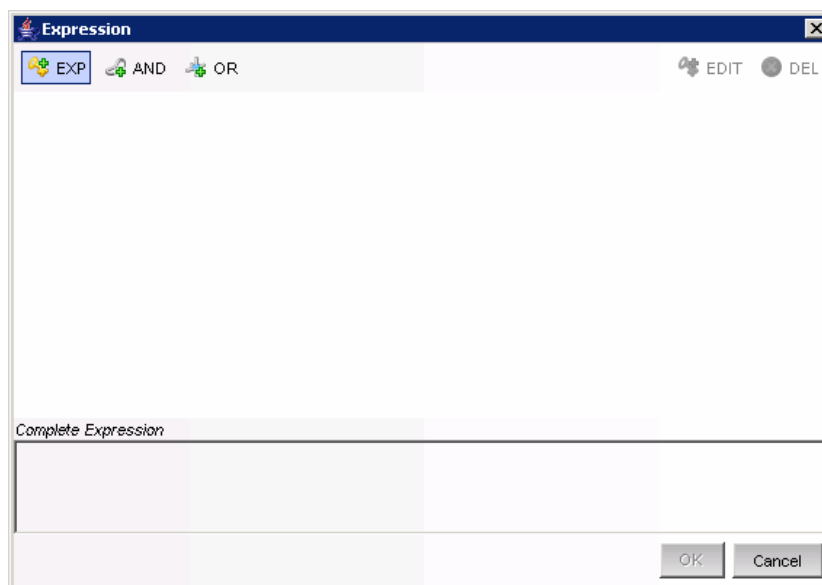 Expression
EXP AND OR EDIT DEL
Complete Expression
OK Cancel